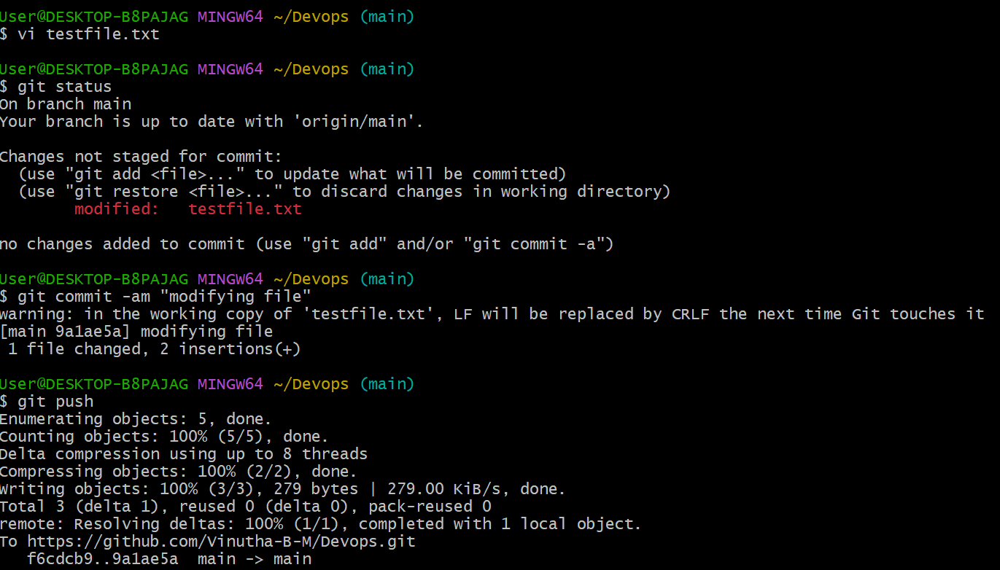 User@DESKTOP-B8PAJAG MINGW64 ~/Devops (main)
$ vi testfile.txt
User@DESKTOP-B8PAJAG MINGW64 ~/Devops (main)
$ git status
On branch main
Your branch is up to date with 'origin/main'.
Changes not staged for commit:
  (use "git add <file>..." to update what will be committed)
  (use "git restore <file>..." to discard changes in working directory)
        modified:   testfile.txt
no changes added to commit (use "git add" and/or "git commit -a")
User@DESKTOP-B8PAJAG MINGW64 ~/Devops (main)
$ git commit -am "modifying file"
warning: in the working copy of 'testfile.txt', LF will be replaced by CRLF the next time Git touches it
[main 9a1ae5a] modifying file
 1 file changed, 2 insertions(+)
User@DESKTOP-B8PAJAG MINGW64 ~/Devops (main)
$ git push
Enumerating objects: 5, done.
Counting objects: 100% (5/5), done.
Delta compression using up to 8 threads
Compressing objects: 100% (2/2), done.
Writing objects: 100% (3/3), 279 bytes | 279.00 KiB/s, done.
Total 3 (delta 1), reused 0 (delta 0), pack-reused 0
remote: Resolving deltas: 100% (1/1), completed with 1 local object.
To https://github.com/Vinutha-B-M/Devops.git
   f6cdcb9..9a1ae5a  main -> main